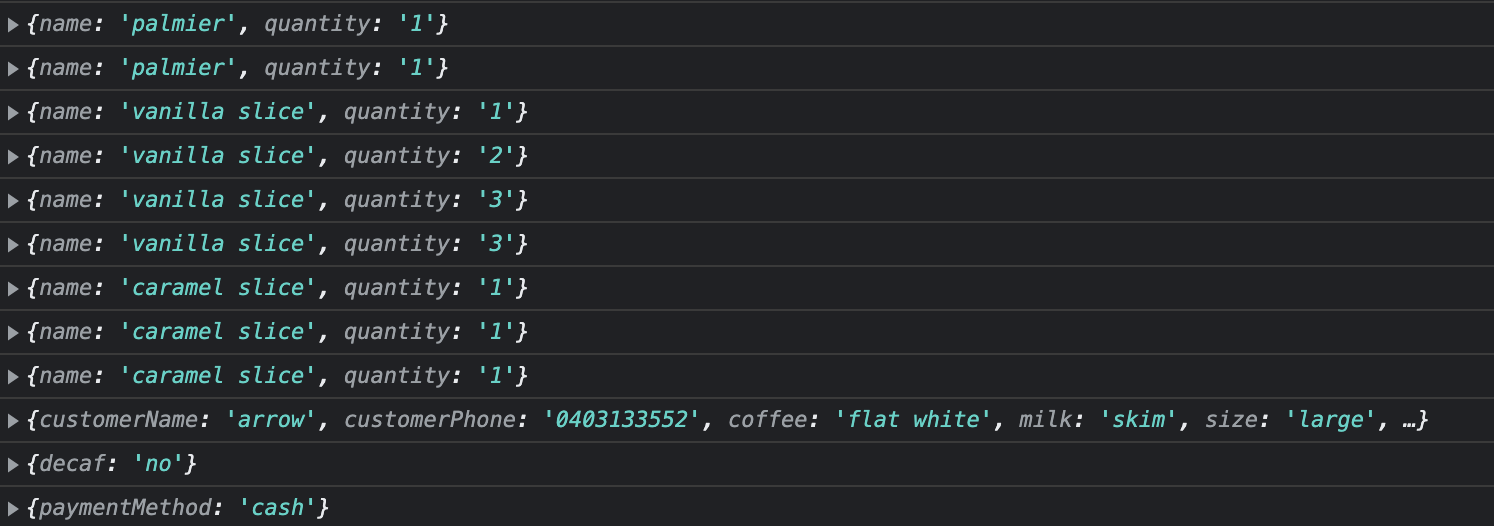 {name: 'palmier', quantity: '1'}
{name: 'palmier', quantity: '1'}
{name: 'vanilla slice', quantity: '1'}
{name: 'vanilla slice', quantity: '2'}
{name: 'vanilla slice', quantity: '3'}
{name: 'vanilla slice', quantity: '3'}
{name: 'caramel slice', quantity: '1'}
{name: 'caramel slice', quantity: '1'}
{name: 'caramel slice', quantity: '1'}
{customerName: 'arrow', customerPhone: '0403133552', coffee: 'flat white', milk: 'skim', size: 'large', …}
{decaf: 'no'}
{paymentMethod: 'cash'}